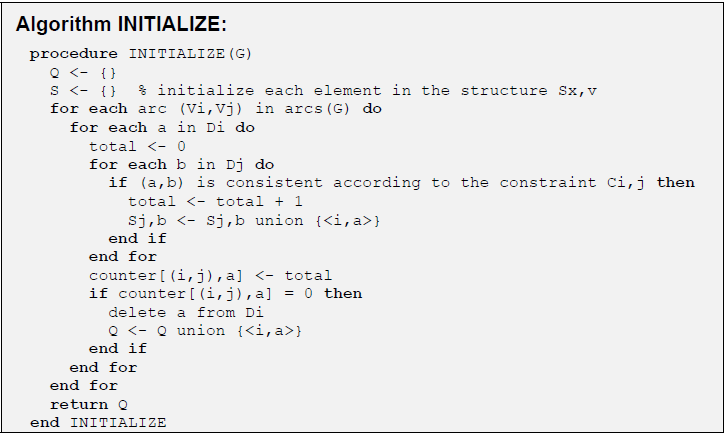 Algorithm INITIALIZE:
procedure INITIALIZE(G)
Q <- {}
S <- {} % initialize each element in the structure Sx,v
for each arc (Vi,Vj) in arcs(G) do
for each a in Di do
total <- 0
for each b in Dj do
if (a,b) is consistent according to the constraint Ci,j then
total <- total + 1
Sj,b <- Sj,b union {<i,a>}
end if
end for
counter[(i,j),a] <- total
if counter[(i,j),a] = 0 then
delete a from Di
Q <- Q union {<i,a>}
end if
end for
end for
return Q
end INITIALIZE